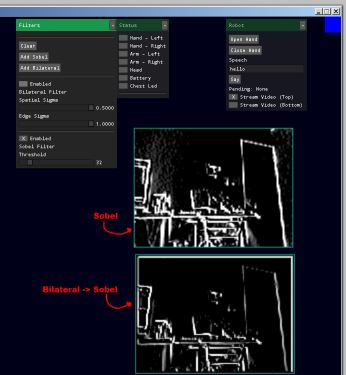 Filters
Clear
Add Sobel
Add Bilateral
Enabled
Bilateral Filter
Spatial Sigma
0.5000
Edge Sigma
1.0000
X Enabled
Sobel Filter
Threshold
72
Status
Hand - Left
Hand - Right
Arm - Left
Arm - Right
Head
Battery
Chest Led
Robot
Open Hand
Close Hand
Speech
hello
Say
Pending: None
X Stream Video (Top)
Stream Video (Bottom)
Sobel
Bilateral -> Sobel